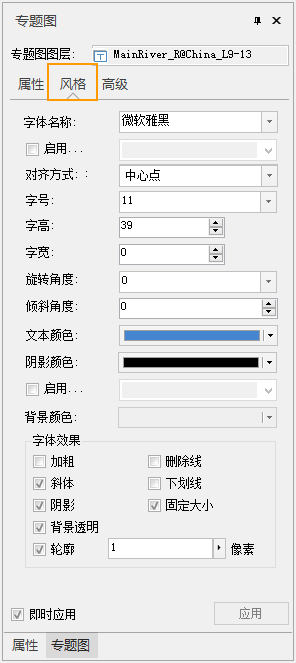 专题图
专题图图层: MainRiver_R@China_L9-13
属性 风格 高级
字体名称: 微软雅黑
启用...
对齐方式:: 中心点
字号: 11
字高: 39
字宽: 0
旋转角度: 0
倾斜角度: 0
文本颜色:
阴影颜色:
启用...
背景颜色:
字体效果
加粗 删除线
斜体 下划线
阴影 固定大小
背景透明
轮廓 1 像素
即时应用 应用
属性 专题图